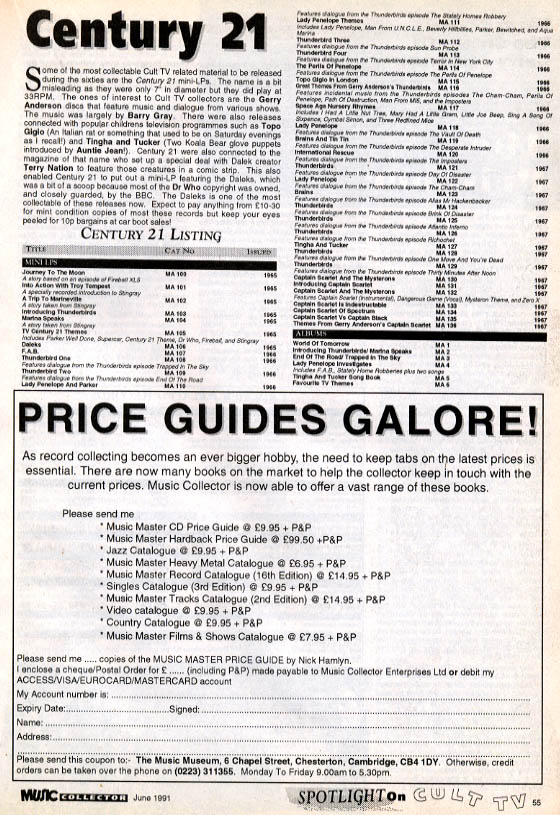 Century 21
Some of the most collectable Cult TV related material to be released
during the sixties are the Century 21 mini-LPs. The name is a bit
misleading as they were only 7" in diameter but they did play at
33RPM. The ones of interest to Cult TV collectors are the Gerry
Anderson discs that feature music and dialogue from various shows.
The music was largely by Barry Gray. There were also releases
connected with popular childrens television programmes such as Topo
Gigio (An Italian rat or something that used to be on Saturday evenings
as I recall) and Tingha and Tucker (Two Koala Bear glove puppets
introduced by Auntie Jean!). Century 21 were also connected to the
magazine of that name who set up a special deal with Dalek creator
Terry Nation to feature those creatures in a comic strip. This also
enabled Century 21 to put out a mini-LP featuring the Daleks, which
was a bit of a scoop because most of the Dr Who copyright was owned,
and closely guarded, by the BBC. The Daleks is one of the most
collectable of these releases now. Expect to pay anything from £10-30
for mint condition copies of most these records but keep your eyes
peeled for 10p bargains at car boot sales!
CENTURY 21 LISTING
TITLE CAT NO ISSUED
MINI LPS
Journey To The Moon MA 100 1965
A story based on an episode of Fireball XL5
Into Action With Troy Tempest MA 101 1965
A specially recorded introduction to Stingray
A Trip To Marineville MA 102 1965
A story taken from Stingray
Introducing Thunderbirds MA 103 1965
Marina Speaks MA 104 1965
A story taken from Stingray
TV Century 21 Themes MA 105 1965
Includes Parker Well Done, Supercar, Century 21 Theme, Dr Who, Fireball, and Stingray
Daleks MA 106 1965
F.A.B. MA 107 1966
Thunderbird One MA 108 1966
Features dialogue from the Thunderbirds episode Trapped In The Sky
Thunderbird Two MA 109 1966
Features dialogue from the Thunderbirds episode End Of The Road
Lady Penelope And Parker MA 110 1966
Features dialogue from the Thunderbirds episode The Stately Homes Robbery
Lady Penelope Themes MA 111 1966
Includes Lady Penelope, Man From U.N.C.L.E., Beverly Hillbillies, Parker, Bewitched, and Aqua
Marina
Thunderbird Three MA 112 1966
Features dialogue from the Thunderbirds episode Sun Probe
Thunderbird Four MA 113 1966
Features dialogue from the Thunderbirds episode Terror In New York City
The Perils Of Penelope MA 114 1966
Features dialogue from the Thunderbirds episode The Perils Of Penelope
Topo Gigio In London MA 115 1966
Great Themes From Gerry Anderson's Thunderbirds MA 116 1966
Features incidental music from the Thunderbirds episodes The Cham-Cham, Perils Of
Penelope, Path Of Destruction, Man From MI5, and the Imposters
Space Age Nursery Rhymes MA 117 1966
Includes I Had A Little Nut Tree, Mary Had A Little Gram, Little Joe Beep, Sing A Song Of
Sixpence, Cymbal Simon, and Three Redfined Mice
Lady Penelope MA 118 1966
Features dialogue from the Thunderbirds episode The Vault Of Death
Brains And Tin Tin MA 119 1966
Features dialogue from the Thunderbirds episode The Desperate Intruder
International Rescue MA 120 1966
Features dialogue from the Thunderbirds episode The Imposters
Thunderbirds MA 121 1967
Features dialogue from the Thunderbirds episode Day Of Disaster
Lady Penelope MA 122 1967
Features dialogue from the Thunderbirds episode The Cham-Cham
Brains MA 123 1967
Features dialogue from the Thunderbirds episode Alias Mr Hackenbacker
Thunderbirds MA 124 1967
Features dialogue from the Thunderbirds episode Brink Of Disaster
Thunderbirds MA 125 1967
Features dialogue from the Thunderbirds episode Atlantic Inferno
Thunderbirds MA 126 1967
Features dialogue from the Thunderbirds episode Richochet
Tingha And Tucker MA 127 1967
Thunderbirds MA 128 1967
Features dialogue from the Thunderbirds episode One Move And You're Dead
Thunderbirds MA 129 1967
Features dialogue from the Thunderbirds episode Thirty Minutes After Noon
Captain Scarlet And The Mysterons MA 130 1967
Introducing Captain Scarlet MA 131 1967
Captain Scarlet And The Mysterons MA 132 1967
Features Captain Scarlet (Instrumental), Dangerous Game (Vocal), Mysteron Theme, and Zero X
Captain Scarlet Is Indestructable MA 133 1967
Captain Scarlet Of Spectrum MA 134 1967
Captain Scarlet Vs Captain Black MA 135 1967
Themes From Gerry Anderson's Captain Scarlet MA 136 1967
ALBUMS
World Of Tomorrow MA 1
Introducing Thunderbirds/ Marina Speaks MA 2
End Of The Road/ Trapped In The Sky MA 3
Lady Penelope Investigates MA 4
Includes F.A.B., Stately Home Robberies plus two songs
Tingha And Tucker Song Book MA 5
Favourite TV Themes MA 6
PRICE GUIDES GALORE!
As record collecting becomes an ever bigger hobby, the need to keep tabs on the latest prices is
essential. There are now many books on the market to help the collector keep in touch with the
current prices. Music Collector is now able to offer a vast range of these books.
Please send me
* Music Master CD Price Guide @ £9.95 + P&P
* Music Master Hardback Price Guide @ £99.50 +P&P
* Jazz Catalogue @ £9.95 + P&P
* Music Master Heavy Metal Catalogue @ £6.95 + P&P
* Music Master Record Catalogue (16th Edition) @ £14.95 + P&P
* Singles Catalogue (3rd Edition) @ £9.95 + P&P
* Music Master Tracks Catalogue (2nd Edition) @ £14.95 + P&P
* Video catalogue @ £9.95 + P&P
* Country Catalogue @ £9.95 + P&P
* Music Master Films & Shows Catalogue @ £7.95 + P&P
Please send me ..... copies of the MUSIC MASTER PRICE GUIDE by Nick Hamlyn.
I enclose a cheque/Postal Order for £ ...... (including P&P) made payable to Music Collector Enterprises Ltd or debit my
ACCESS/VISA/EUROCARD/MASTERCARD account
My Account number is:
Expiry Date: Signed:
Name:
Address:
Please send this coupon to:- The Music Museum, 6 Chapel Street, Chesterton, Cambridge, CB4 1DY. Otherwise, credit
orders can be taken over the phone on (0223) 311355. Monday To Friday 9.00am to 5.30pm.
MUSIC COLLECTOR June 1991 SPOTLIGHT On CULT TV 55